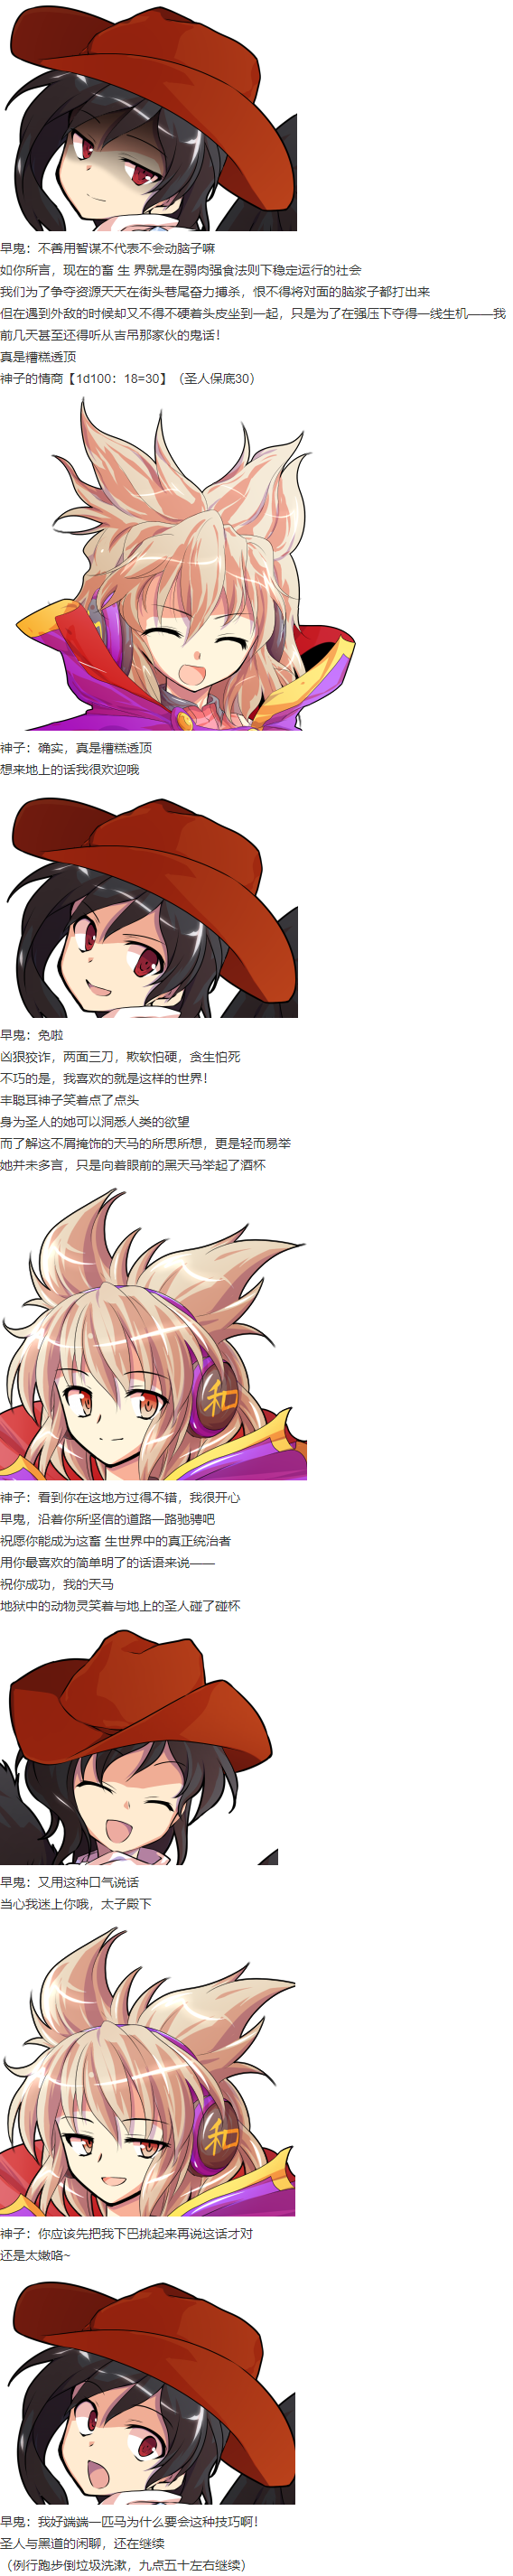 早鬼：不善用智谋不代表不会动脑子嘛
如你所言，现在的畜 生 界就是在弱肉强食法则下稳定运行的社会
我们为了争夺资源天天在街头巷尾奋力搏杀，恨不得将对面的脑浆子都打出来
但在遇到外敌的时候却又不得不硬着头皮坐到一起，只是为了在强压下夺得一线生机——我
前几天甚至还得听从吉吊那家伙的鬼话！
真是糟糕透顶
神子的情商【1d100：18=30】（圣人保底30）
神子：确实，真是糟糕透顶
想来地上的话我很欢迎哦
早鬼：免啦
凶狠狡诈，两面三刀，欺软怕硬，贪生怕死
不巧的是，我喜欢的就是这样的世界！
丰聪耳神子笑着点了点头
身为圣人的她可以洞悉人类的欲望
而了解这不屑掩饰的天马的所思所想，更是轻而易举
她并未多言，只是向着眼前的黑天马举起了酒杯
和
神子：看到你在这地方过得不错，我很开心
早鬼，沿着你所坚信的道路一路驰骋吧
祝愿你能成为这畜 生世界中的真正统治者
用你最喜欢的简单明了的话语来说——
祝你成功，我的天马
地狱中的动物灵笑着与地上的圣人碰了碰杯
早鬼：又用这种口气说话
当心我迷上你哦，太子殿下
和
神子：你应该先把我下巴挑起来再说这话才对
还是太嫩咯~
早鬼：我好端端一匹马为什么要会这种技巧啊！
圣人与黑道的闲聊，还在继续
（例行跑步倒垃圾洗漱，九点五十左右继续）